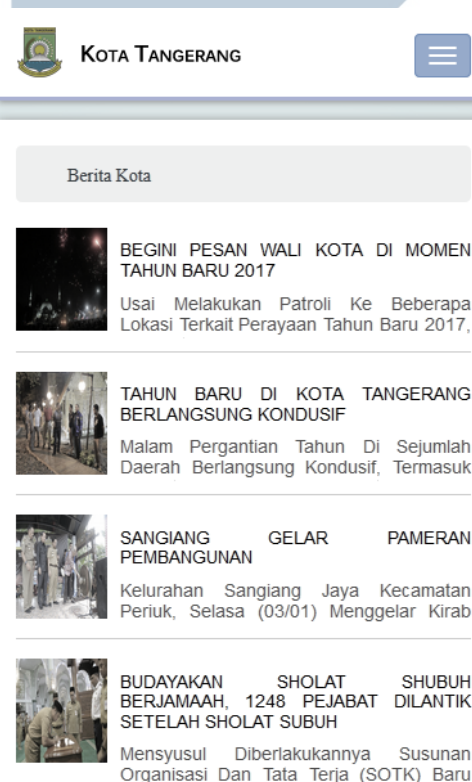 KOTA TANGERANG
Berita Kota
BEGINI PESAN WALI KOTA DI MOMEN
TAHUN BARU 2017
Usai Melakukan Patroli Ke Beberapa
Lokasi Terkait Perayaan Tahun Baru 2017,
TAHUN BARU DI KOTA TANGERANG
BERLANGSUNG KONDUSIF
Malam Pergantian Tahun Di Sejumlah
Daerah Berlangsung Kondusif, Termasuk
SANGIANG GELAR PAMERAN
PEMBANGUNAN
Kelurahan Sangiang Jaya Kecamatan
Periuk, Selasa (03/01) Menggelar Kirab
BUDAYAKAN SHOLAT SHUBUH
BERJAMAAH, 1248 PEJABAT DILANTIK
SETELAH SHOLAT SUBUH
Mensyusul Diberlakukannya Susunan
Organisasi Dan Tata Terja (SOTK) Baru